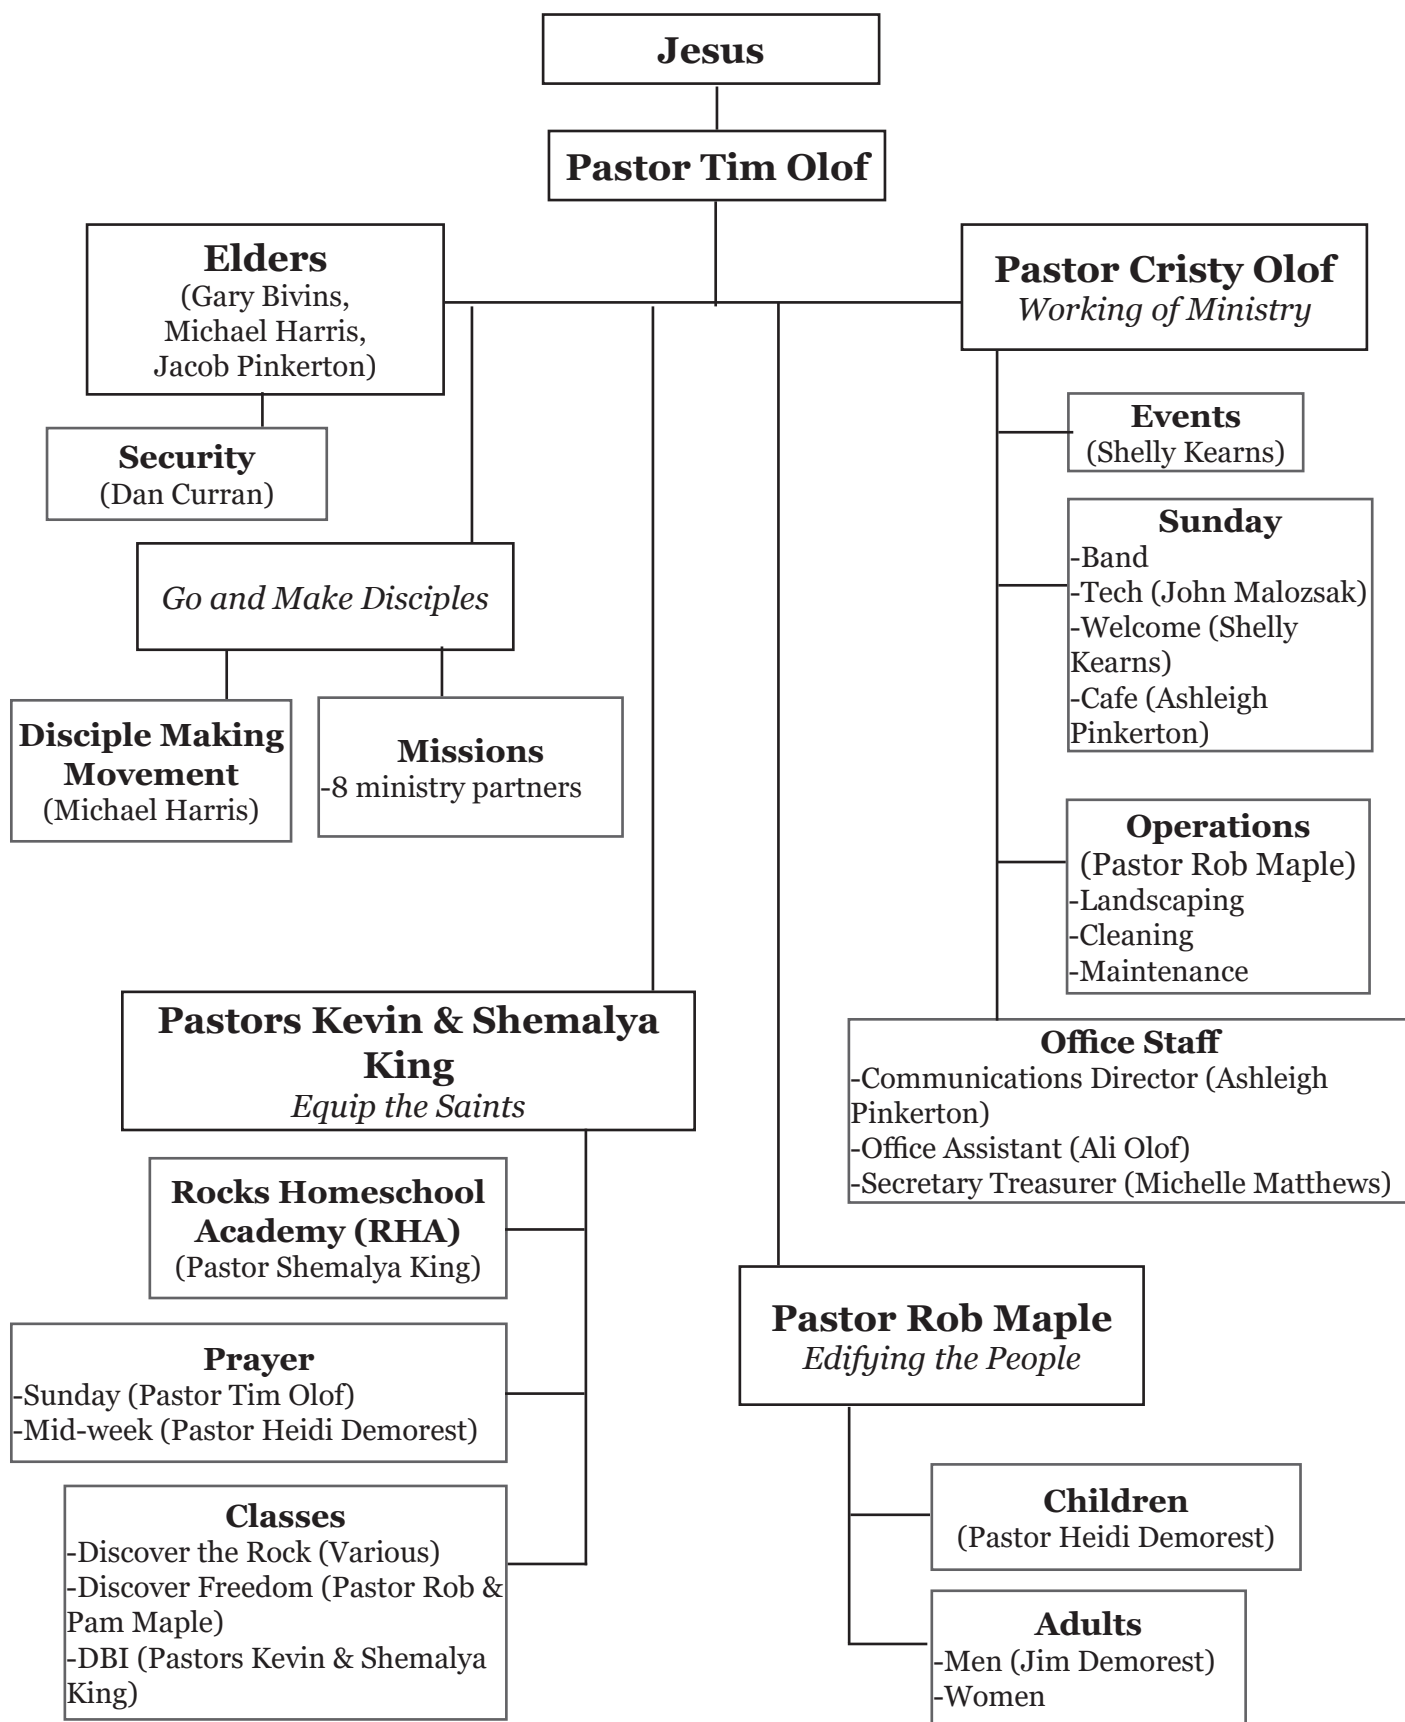 Jesus
Pastor Tim Olof
Elders
(Gary Bivins,
Michael Harris,
Jacob Pinkerton)
Pastor Cristy Olof
Working of Ministry
Security
(Dan Curran)
Events
(Shelly Kearns)
Sunday
-Band
-Tech (John Malozsak)
-Welcome (Shelly
Kearns)
-Cafe (Ashleigh
Pinkerton)
Go and Make Disciples
Disciple Making
Movement
(Michael Harris)
Missions
-8 ministry partners
Operations
(Pastor Rob Maple)
-Landscaping
-Cleaning
-Maintenance
Pastors Kevin & Shemalya
King
Equip the Saints
Office Staff
-Communications Director (Ashleigh
Pinkerton)
-Office Assistant (Ali Olof)
-Secretary Treasurer (Michelle Matthews)
Rocks Homeschool
Academy (RHA)
(Pastor Shemalya King)
Prayer
-Sunday (Pastor Tim Olof)
-Mid-week (Pastor Heidi Demorest)
Classes
-Discover the Rock (Various)
-Discover Freedom (Pastor Rob &
Pam Maple)
-DBI (Pastors Kevin & Shemalya
King)
Pastor Rob Maple
Edifying the People
Children
(Pastor Heidi Demorest)
Adults
-Men (Jim Demorest)
-Women